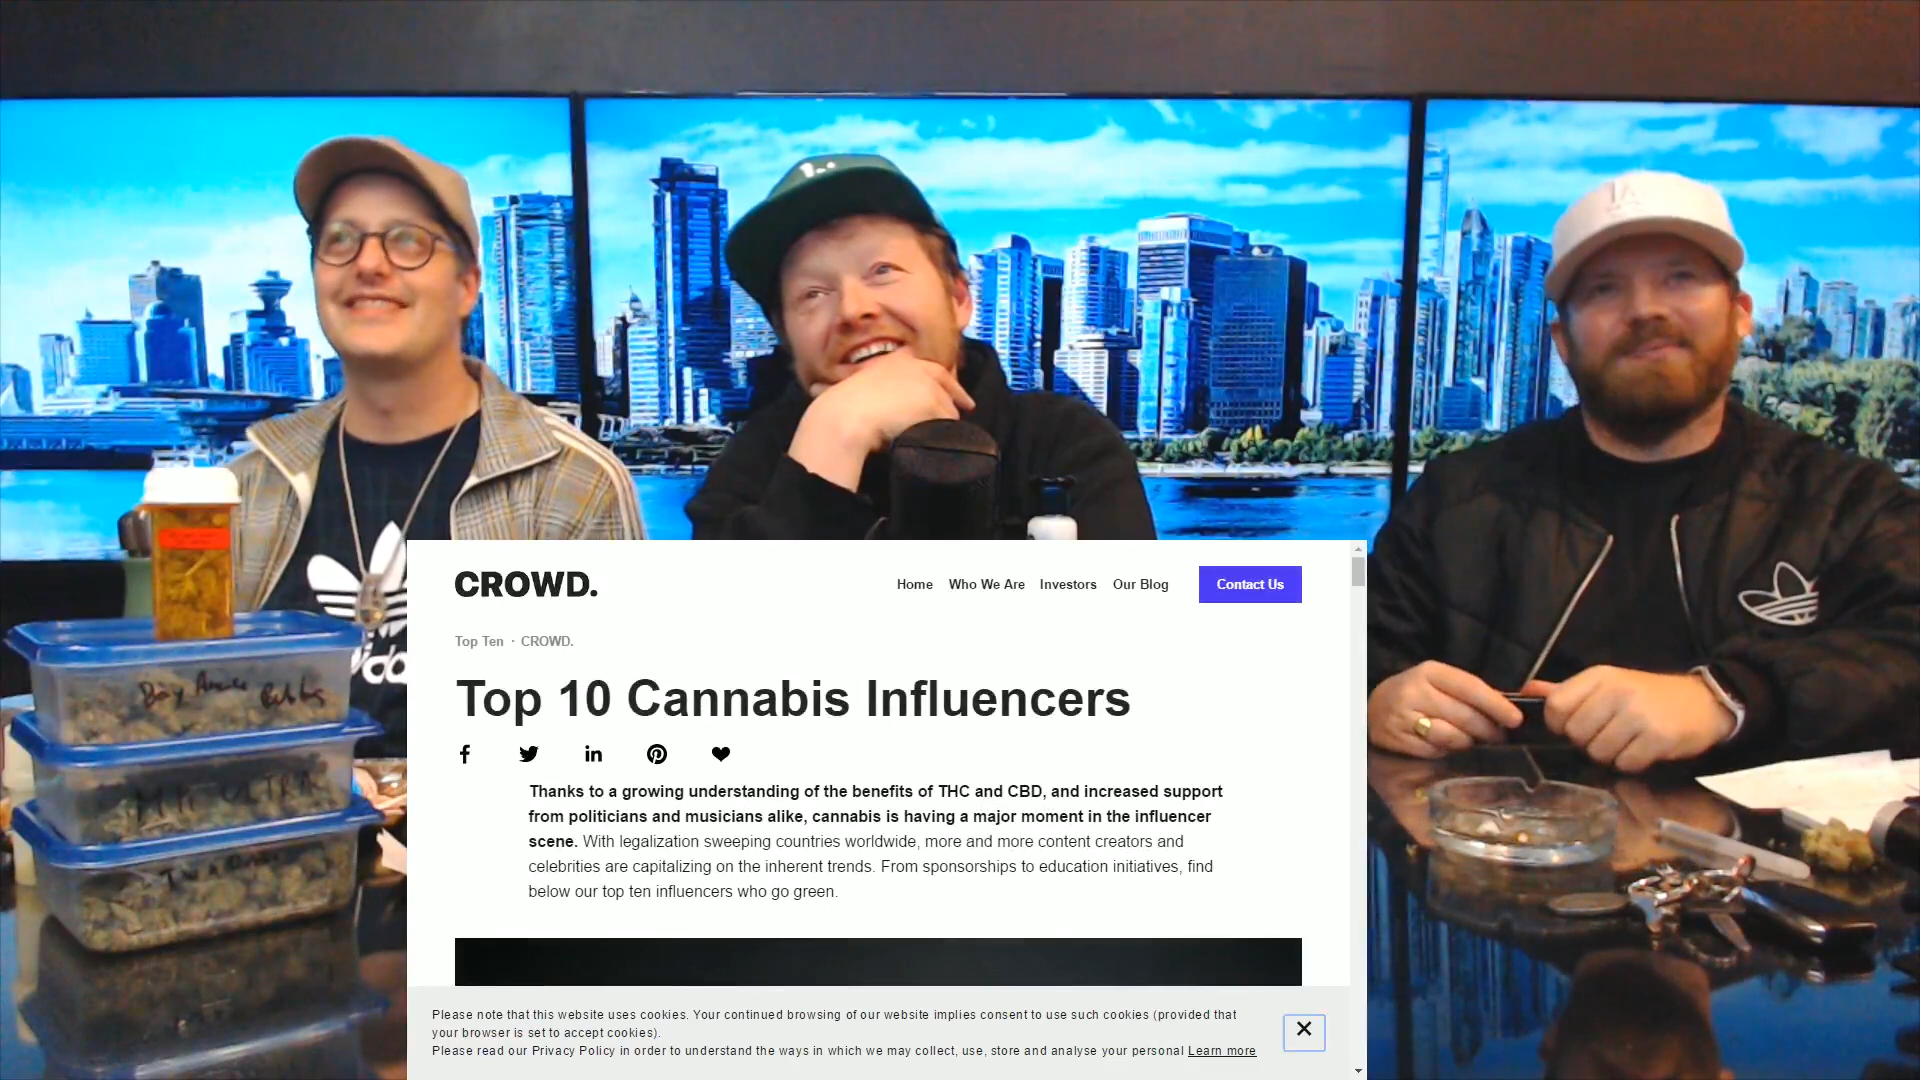 CROWD.
Home Who We Are Investors Our Blog Contact Us
Top Ten · CROWD.
Top 10 Cannabis Influencers
Thanks to a growing understanding of the benefits of THC and CBD, and increased support
from politicians and musicians alike, cannabis is having a major moment in the influencer
scene. With legalization sweeping countries worldwide, more and more content creators and
celebrities are capitalizing on the inherent trends. From sponsorships to education initiatives, find
below our top ten influencers who go green.
Please note that this website uses cookies. Your continued browsing of our website implies consent to use such cookies (provided that
your browser is set to accept cookies).
Please read our Privacy Policy in order to understand the ways in which we may collect, use, store and analyse your personal Learn more
MK ULTRA